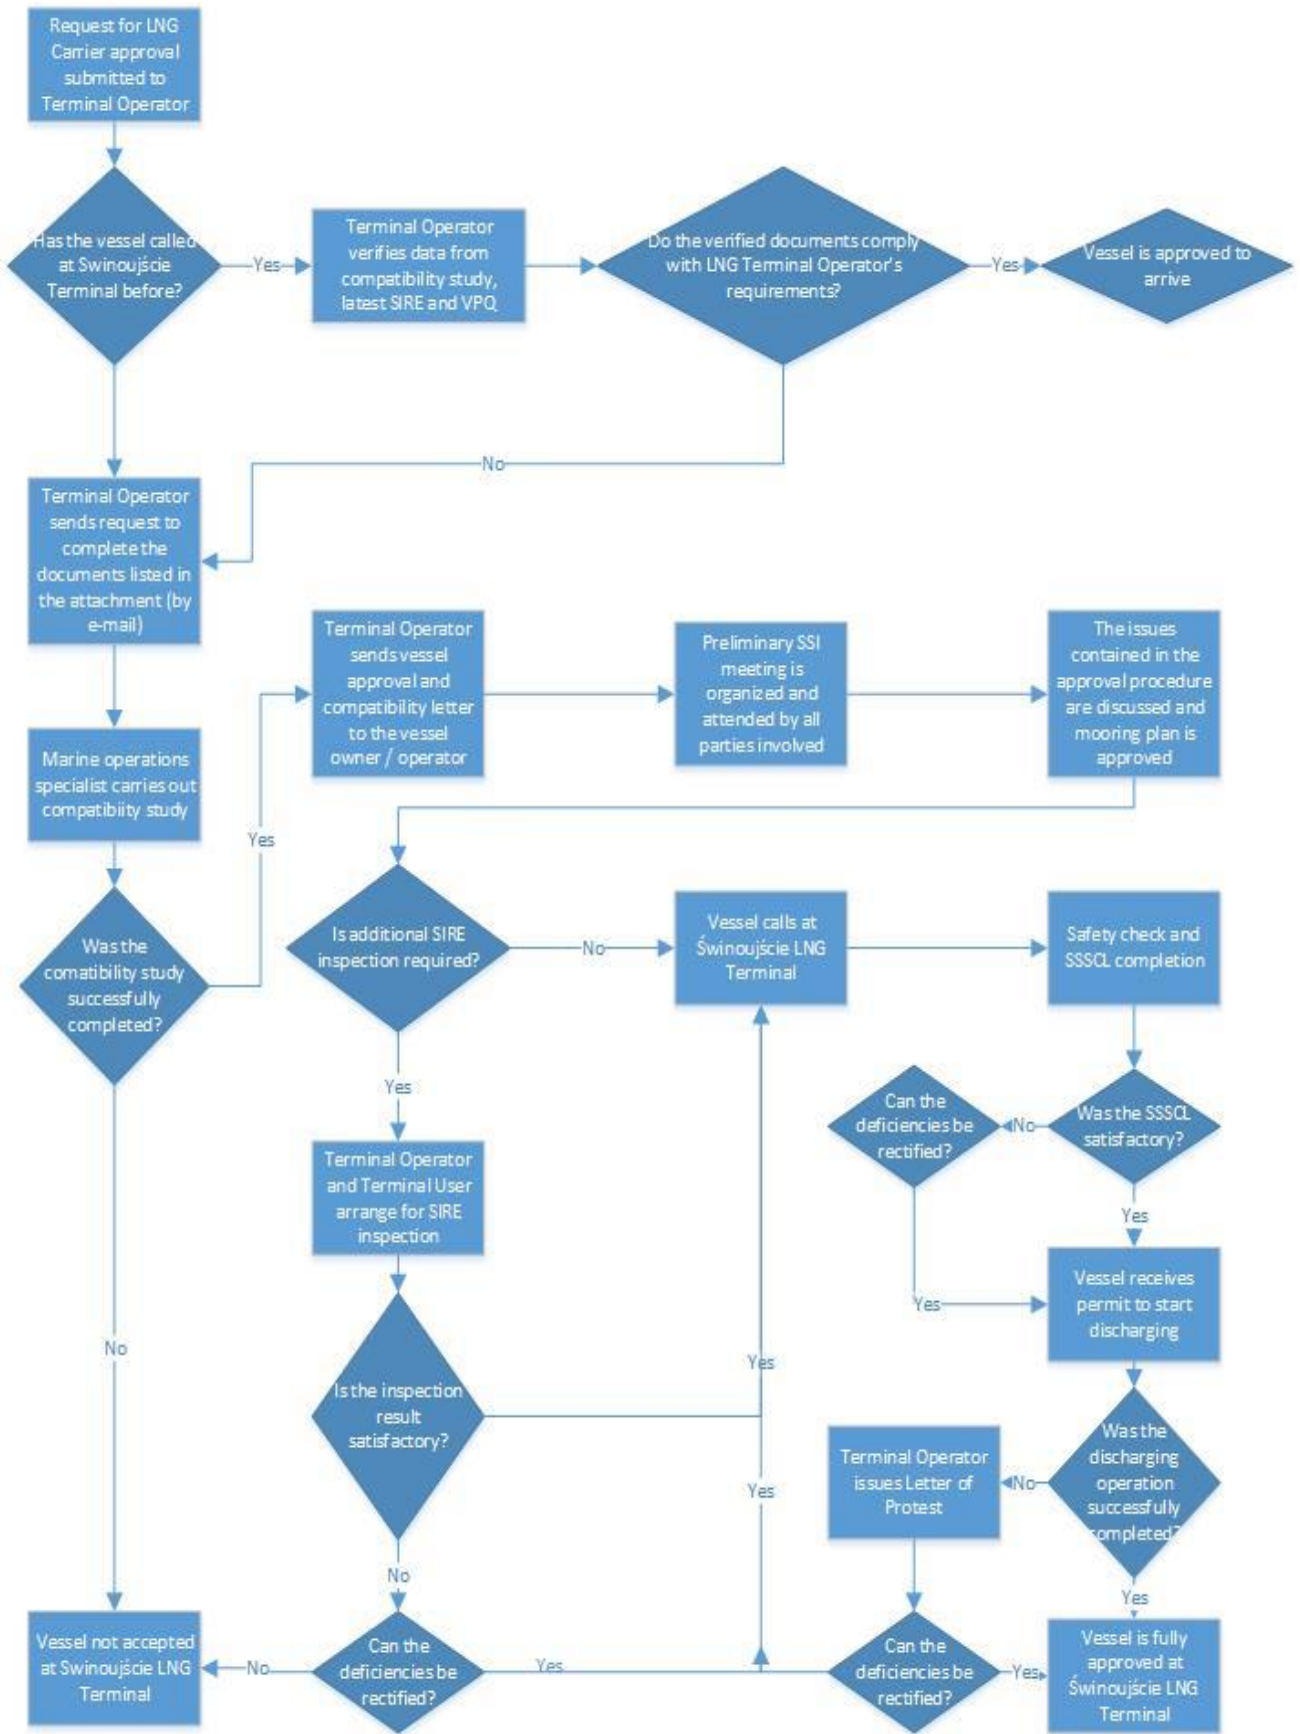 Request for LNG
Carrier approval
submitted to
Terminal Operator
Has the vessel called
at Swinoujście
Terminal before?
Yes
Terminal Operator
verifies data from
compatibility study,
latest SIRE and VPQ
Do the verified documents comply
with LNG Terminal Operator's
requirements?
Yes
Vessel is approved to
arrive
No
Terminal Operator
sends request to
complete the
documents listed in
the attachment (by
e-mail)
Marine operations
specialist carries out
compatibiity study
Was the
comatibility study
successfully
completed?
Yes
Terminal Operator
sends vessel
approval and
compatibility letter
to the vessel
owner / operator
Preliminary SSI
meeting is
organized and
attended by all
parties involved
The issues
contained in the
approval procedure
are discussed and
mooring plan is
approved
Is additional SIRE
inspection required?
No
Vessel calls at
Świnoujście LNG
Terminal
Safety check and
SSSCL completion
Was the SSSCL
satisfactory?
No
Can the
deficiencies be
rectified?
Yes
Yes
Vessel receives
permit to start
discharging
Yes
Terminal Operator
and Terminal User
arrange for SIRE
inspection
Is the inspection
result
satisfactory?
Yes
Yes
No
No
Was the
discharging
operation
successfully
completed?
No
Terminal Operator
issues Letter of
Protest
Yes
Vessel not accepted
at Swinoujście LNG
Terminal
No
Can the
deficiencies be
rectified?
Yes
Can the
deficiencies be
rectified?
Yes
Vessel is fully
approved at
Świnoujście LNG
Terminal